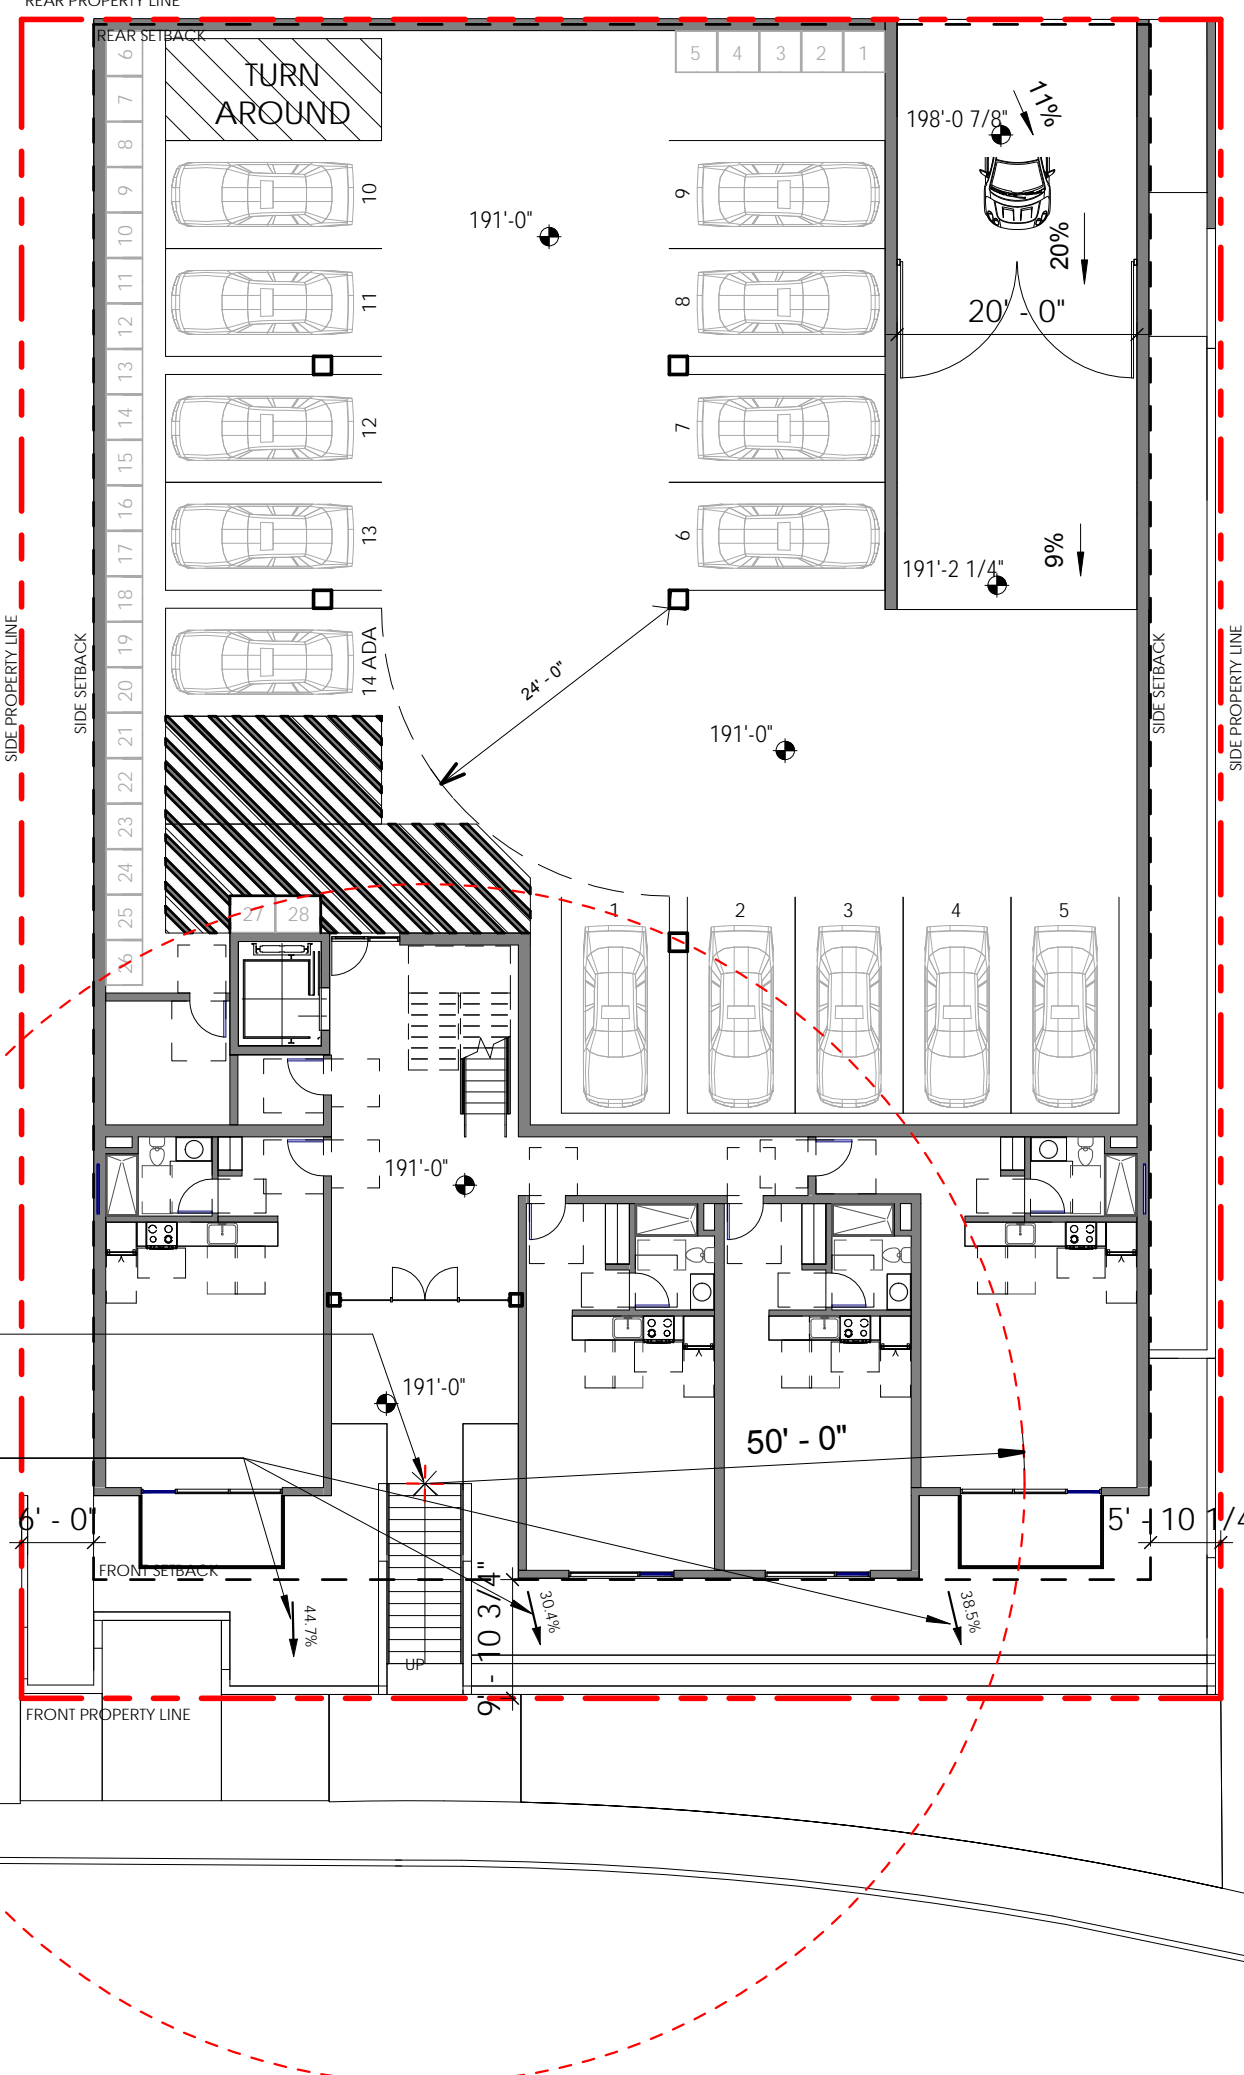 REAR PROPERTY LINE
REAR SETBACK
TURN
AROUND
5 4 3 2 1
6
7
8
9
10
11
12
13
14
15
16
17
18
19
20
21
22
23
24
25
26
27 28
11%
198'-0 7/8"
20%
20' - 0"
9%
191'-2 1/4"
10
11
12
13
14 ADA
9
8
7
6
191'-0"
24' - 0"
191'-0"
SIDE PROPERTY LINE
SIDE SETBACK
SIDE SETBACK
SIDE PROPERTY LINE
1 2 3 4 5
191'-0"
191'-0"
50' - 0"
6' - 0"
5' - 10 1/4
FRONT SETBACK
44.7%
9' - 10 3/4"
30.4%
38.5%
UP
FRONT PROPERTY LINE